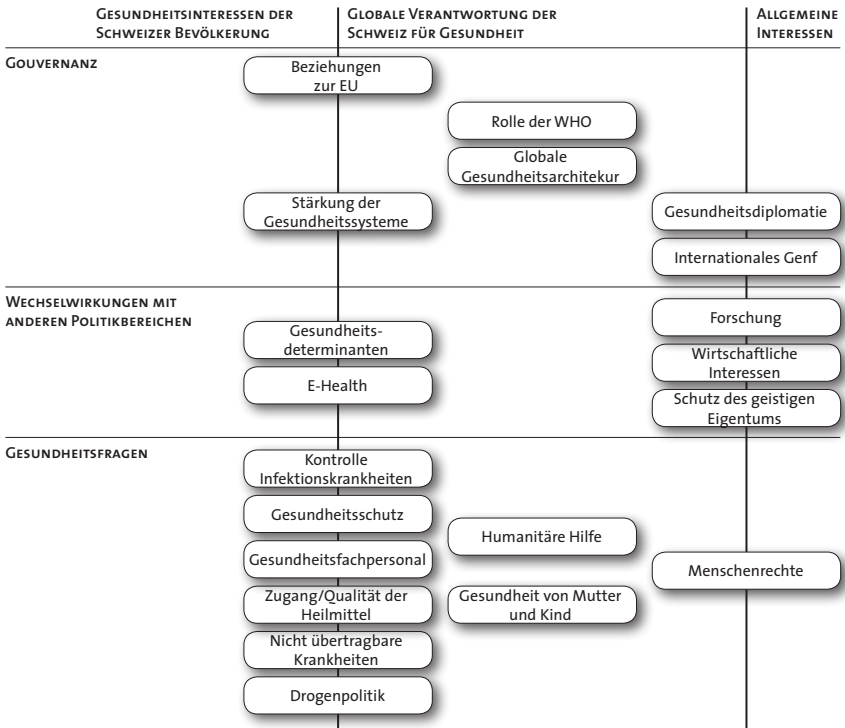 GESUNDHEITSINTERESSEN DER
SCHWEIZER BEVÖLKERUNG
GLOBALE VERANTWORTUNG DER
SCHWEIZ FÜR GESUNDHEIT
ALLGEMEINE
INTERESSEN
GOUVERNANZ
Beziehungen
zur EU
Rolle der WHO
Globale
Gesundheitsarchitekur
Stärkung der
Gesundheitssysteme
Gesundheitsdiplomatie
Internationales Genf
WECHSELWIRKUNGEN MIT
ANDEREN POLITIKBEREICHEN
Gesundheits-
determinanten
E-Health
Forschung
Wirtschaftliche
Interessen
Schutz des geistigen
Eigentums
GESUNDHEITSFRAGEN
Kontrolle
Infektionskrankheiten
Gesundheitsschutz
Gesundheitsfachpersonal
Zugang/Qualität der
Heilmittel
Nicht übertragbare
Krankheiten
Drogenpolitik
Humanitäre Hilfe
Gesundheit von Mutter
und Kind
Menschenrechte